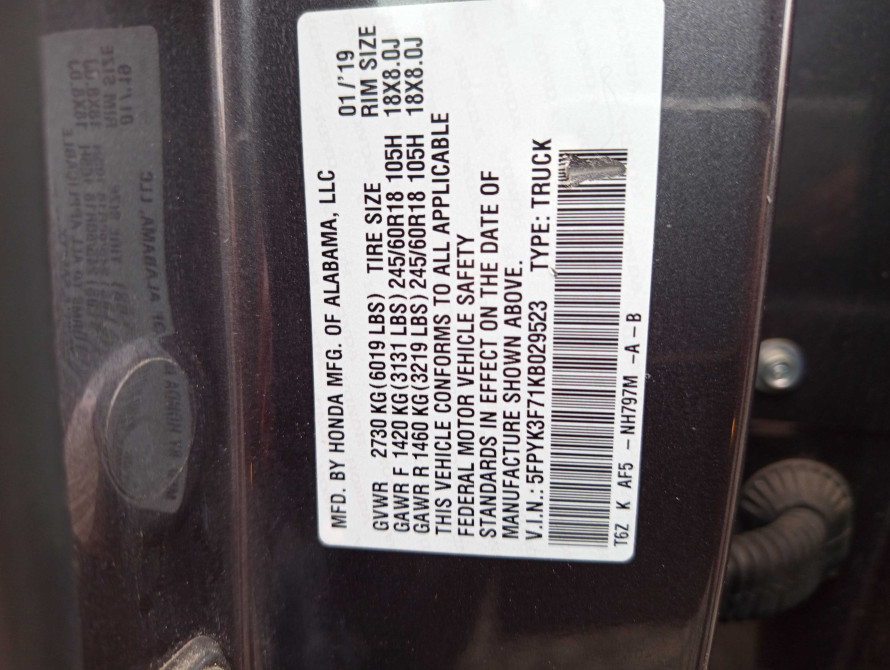 MFD. BY HONDA MFG. OF ALABAMA, LLC 01/'19
GVWR 2730 KG(6019 LBS) TIRE SIZE RIM SIZE
GAWR F 1420 KG(3131 LBS) 245/60R18 105H 18X8.0J
GAWR R 1460 KG(3219 LBS) 245/60R18 105H 18X8.0J
THIS VEHICLE CONFORMS TO ALL APPLICABLE
FEDERAL MOTOR VEHICLE SAFETY
STANDARDS IN EFFECT ON THE DATE OF
MANUFACTURE SHOWN ABOVE.
V.I.N.: 5FPYK3F71KB029523 TYPE: TRUCK
T6Z K AF5 - NH797M -A-B